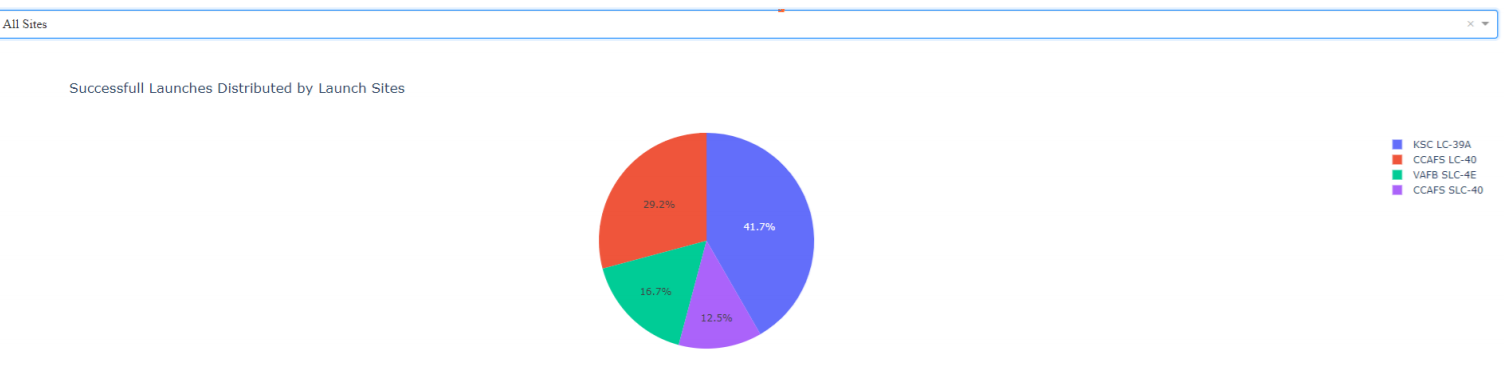 All Sites
Successfull Launches Distributed by Launch Sites
KSC LC-39A
CCAFS LC-40
VAFB SLC-4E
CCAFS SLC-40
29.2%
41.7%
16.7%
12.5%